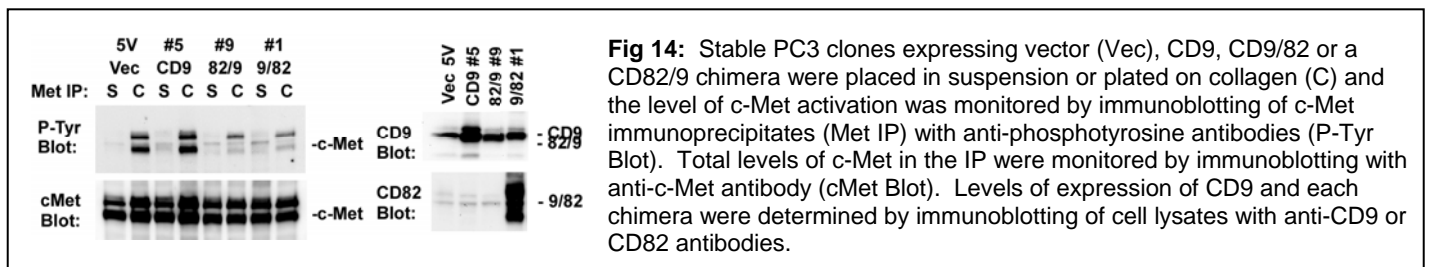 5V #5 #9 #1
Vec CD9 82/9 9/82
Met IP: S C S C S C S C
P-Tyr
Blot:
-c-Met
cMet
Blot:
-c-Met
Vec 5V
CD9 #5
82/9 #9
9/82 #1
CD9
Blot:
- CD9
- 82/9
CD82
Blot:
- 9/82
Fig 14: Stable PC3 clones expressing vector (Vec), CD9, CD9/82 or a
CD82/9 chimera were placed in suspension or plated on collagen (C) and
the level of c-Met activation was monitored by immunoblotting of c-Met
immunoprecipitates (Met IP) with anti-phosphotyrosine antibodies (P-Tyr
Blot). Total levels of c-Met in the IP were monitored by immunoblotting with
anti-c-Met antibody (cMet Blot). Levels of expression of CD9 and each
chimera were determined by immunoblotting of cell lysates with anti-CD9 or
CD82 antibodies.